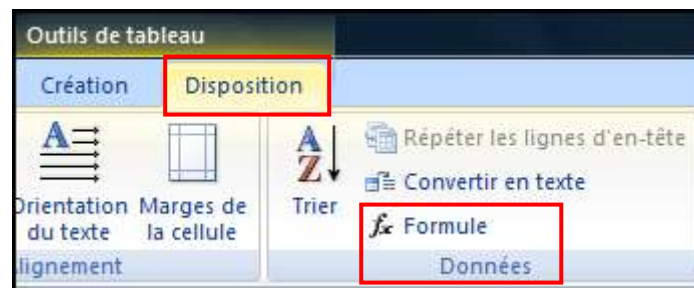 Outils de tableau
Création
Disposition
Orientation du texte
Marges de la cellule
Trier
Répéter les lignes d'en-tête
Convertir en texte
Formule
lignement
Données